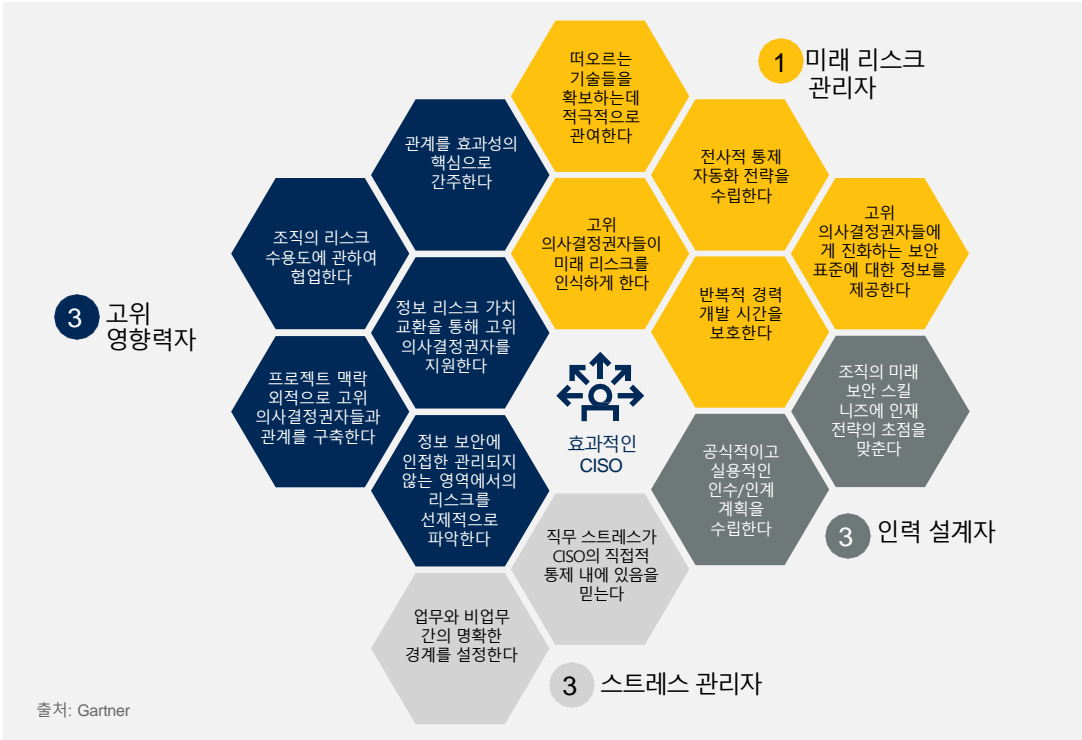 1 미래 리스크
관리자
떠오르는
기술들을
확보하는데
적극적으로
관여한다
전사적 통제
자동화 전략을
수립한다
고위
의사결정권자들이
미래 리스크를
인식하게 한다
고위
의사결정권자들에
게 진화하는 보안
표준에 대한 정보를
제공한다
반복적 경력
개발 시간을
보호한다
3 고위
영향력자
관계를 효과성의
핵심으로
간주한다
조직의 리스크
수용도에 관하여
협업한다
정보 리스크 가치
교환을 통해 고위
의사결정권자를
지원한다
프로젝트 맥락
외적으로 고위
의사결정권자들과
관계를 구축한다
정보 보안에
인접한 관리되지
않는 영역에서의
리스크를
선제적으로
파악한다
효과적인
CISO
조직의 미래
보안 스킬
니즈에 인재
전략의 초점을
맞춘다
공식적이고
실용적인
인수/인계
계획을
수립한다
3 인력 설계자
직무 스트레스가
CISO의 직접적
통제 내에 있음을
믿는다
업무와 비업무
간의 명확한
경계를 설정한다
3 스트레스 관리자
출처: Gartner